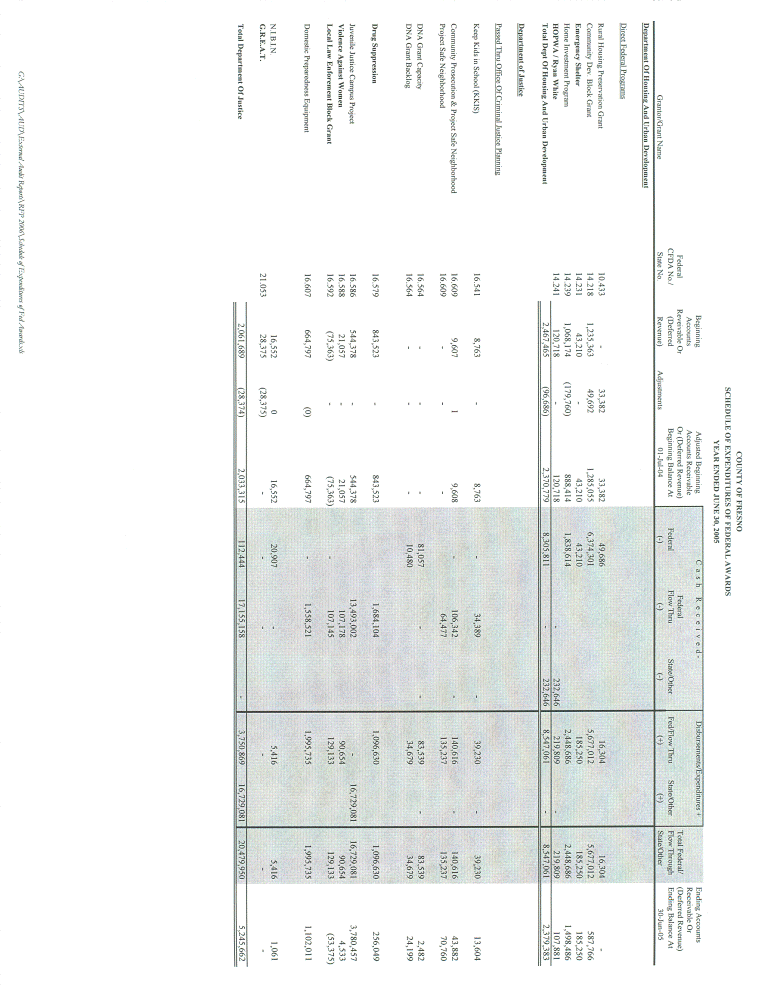 COUNTY OF FRESNO
SCHEDULE OF EXPENDITURES OF FEDERAL AWARDS
YEAR ENDED JUNE 30, 2005
Grantor/Grant Name
Federal CFDA No./ State No
Beginning Accounts Receivable Or (Deferred Revenue)
Adjustments
Adjusted Beginning Accounts Receivable Or (Deferred Revenue) Beginning Balance At 01-Jul-04
Cash Received -
Federal (-)
Federal Flow Thru (-)
State/Other (-)
Disbursements/Expenditures +
Fed/Flow Thru (+)
State/Other (+)
Total Federal/ Flow Through State/Other
Ending Accounts Receivable Or (Deferred Revenue) Ending Balance At 30-Jun-05
Department Of Housing And Urban Development
Direct Federal Programs
Rural Housing Preservation Grant 10.433 - 33,382 33,382 49,686 16,304 16,304 -
Community Dev. Block Grant 14.218 1,235,363 49,692 1,285,055 6,374,301 5,677,012 5,677,012 587,766
Emergency Shelter 14.231 43,210 - 43,210 43,210 185,250 185,250 185,250
Home Investment Program 14.239 1,068,174 (179,760) 888,414 1,838,614 2,448,686 2,448,686 1,498,486
HOPWA / Ryan White 14.241 120,718 - 120,718 - 232,646 219,809 - 219,809 107,881
Total Dept Of Housing And Urban Development 2,467,465 (96,686) 2,370,779 8,305,811 - 232,646 8,547,061 - 8,547,061 2,379,383
Department of Justice
Passed Thru Office Of Criminal Justice Planning
Keep Kids in School (KKIS) 16.541 8,763 - 8,763 - 34,389 - 39,230 - 39,230 13,604
Community Prosecution & Project Safe Neighborhood 16.609 9,607 1 9,608 - 106,342 - 140,616 - 140,616 43,882
Project Safe Neighborhood 16.609 - - - 64,477 135,237 135,237 70,760
DNA Grant Capacity 16.564 - - - 81,057 - - 83,539 - 83,539 2,482
DNA Grant Backlog 16.564 - - - 10,480 34,679 34,679 24,199
Drug Suppression 16.579 843,523 - 843,523 1,684,104 1,096,630 1,096,630 256,049
Juvenile Justice Campus Project 16.586 544,378 - 544,378 13,493,002 - 16,729,081 16,729,081 3,780,457
Violence Against Women 16.588 21,057 - 21,057 107,178 90,654 90,654 4,533
Local Law Enforement Block Grant 16.592 (75,363) - (75,363) - 107,145 129,133 129,133 (53,375)
Domestic Preparedness Equipment 16.607 664,797 (0) 664,797 - 1,558,521 1,995,735 1,995,735 1,102,011
N.I.B.I.N. 16,552 0 16,552 20,907 - 5,416 5,416 1,061
G.R.E.A.T. 21.053 28,375 (28,375) - - - - - -
Total Department Of Justice 2,061,689 (28,374) 2,033,315 112,444 17,155,158 - 3,750,869 16,729,081 20,479,950 5,245,662
G:\AUDITS\AUD\External Audit Report\RFP 2006\Schedule of Expenditures of Fed Awards.xls